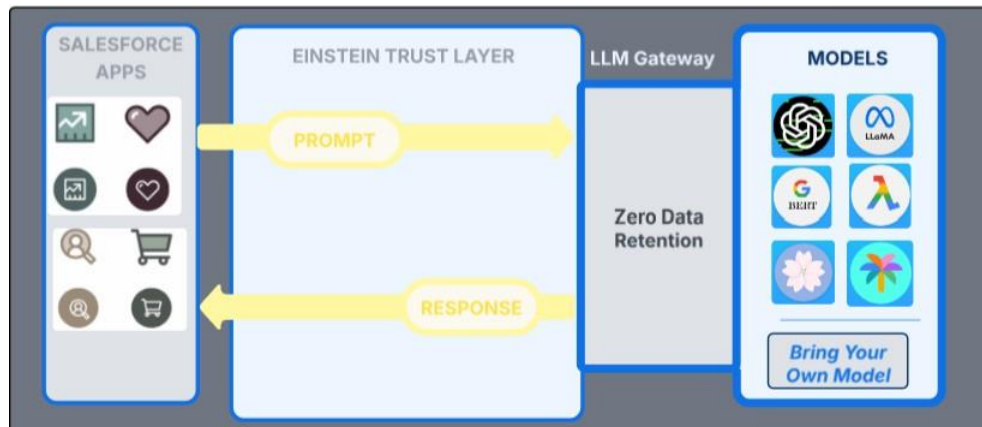 SALESFORCE
APPS
EINSTEIN TRUST LAYER
LLM Gateway
MODELS
PROMPT
LLaMA
G
BERT
Zero Data
Retention
RESPONSE
Bring Your
Own Model